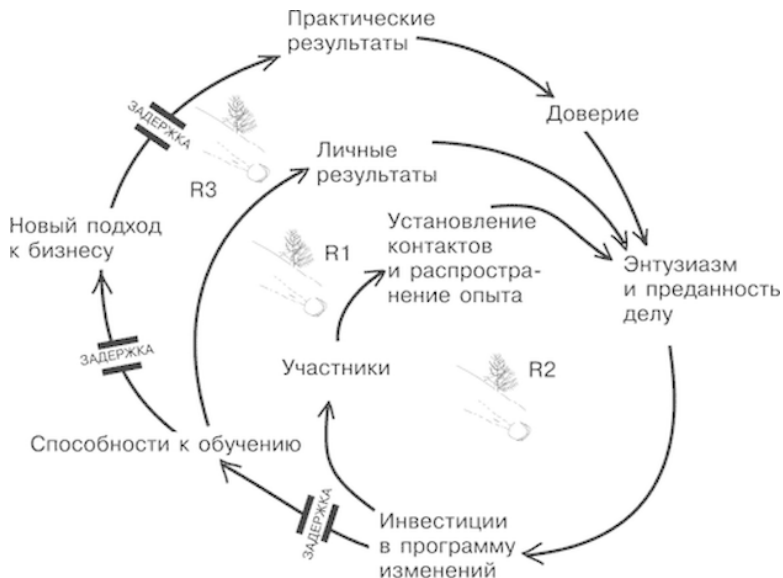 Практические
результаты
ЗАДЕРЖКА
Доверие
Личные
результаты
R3
Новый подход
к бизнесу
Установление
контактов
и распростра-
нение опыта
R1
Энтузиазм
и преданность
делу
ЗАДЕРЖКА
Участники
R2
Способности к обучению
ЗАДЕРЖКА
Инвестиции
в программу
изменений